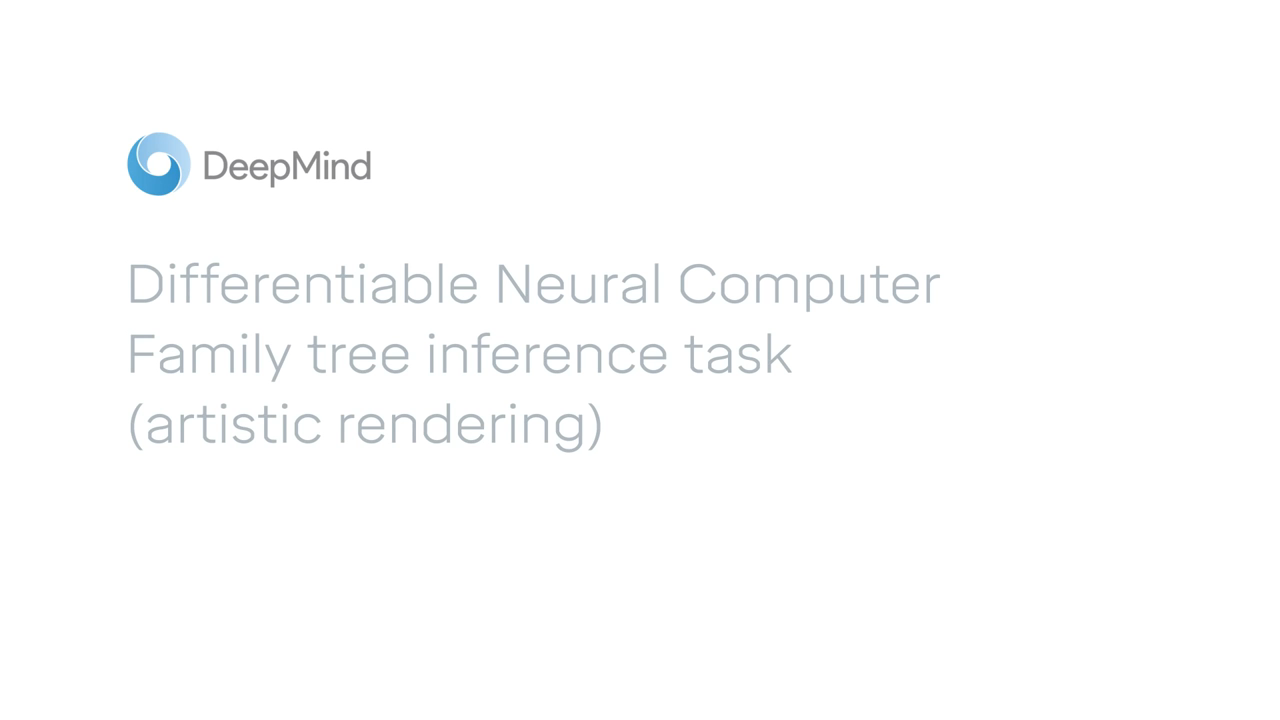 DeepMind
Differentiable Neural Computer
Family tree inference task
(artistic rendering)